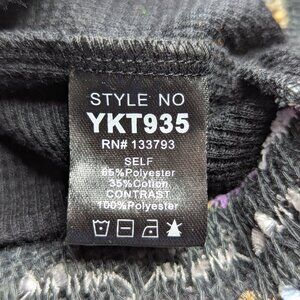 STYLE NO
YKT935
RN# 133793
SELF
65%Polyester
35%Cotton
CONTRAST
100%Polyester